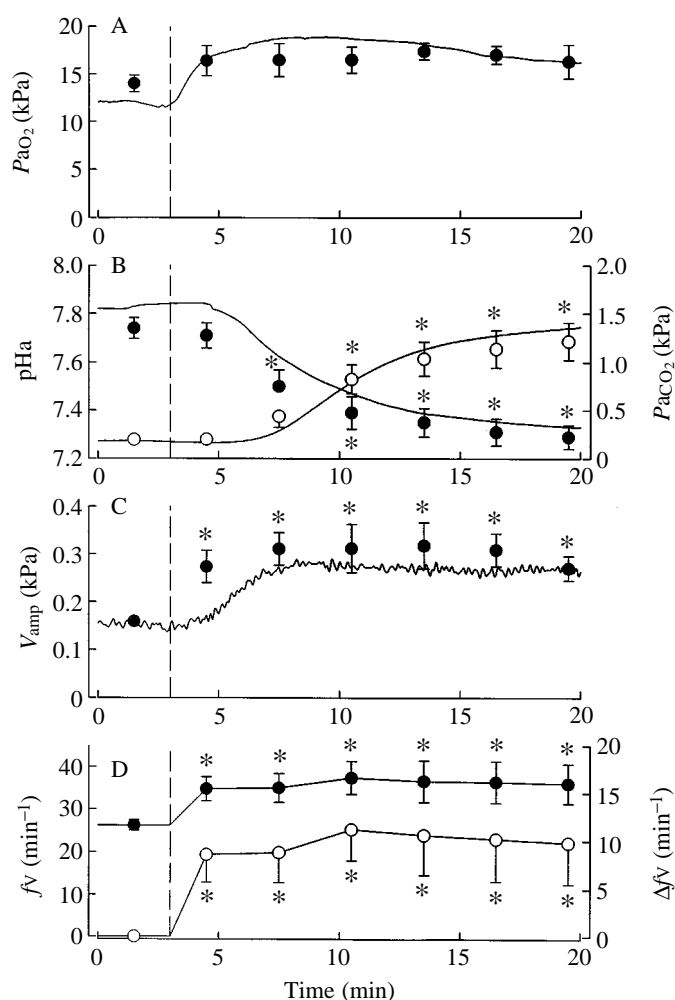 A
20
15
10
5
0
PaO2 (kPa)
0 5 10 15 20
B
8.0
7.8
7.6
7.4
7.2
pHa
2.0
1.5
1.0
0.5
0
PaCO2 (kPa)
* * * * *
* * * *
0 5 10 15 20
C
0.4
0.3
0.2
0.1
0
Vamp (kPa)
* * * * * *
0 5 10 15 20
D
40
30
20
10
0
fV (min−1)
20
15
10
5
0
ΔfV (min−1)
* * * * * *
* * * * * *
0 5 10 15 20
Time (min)